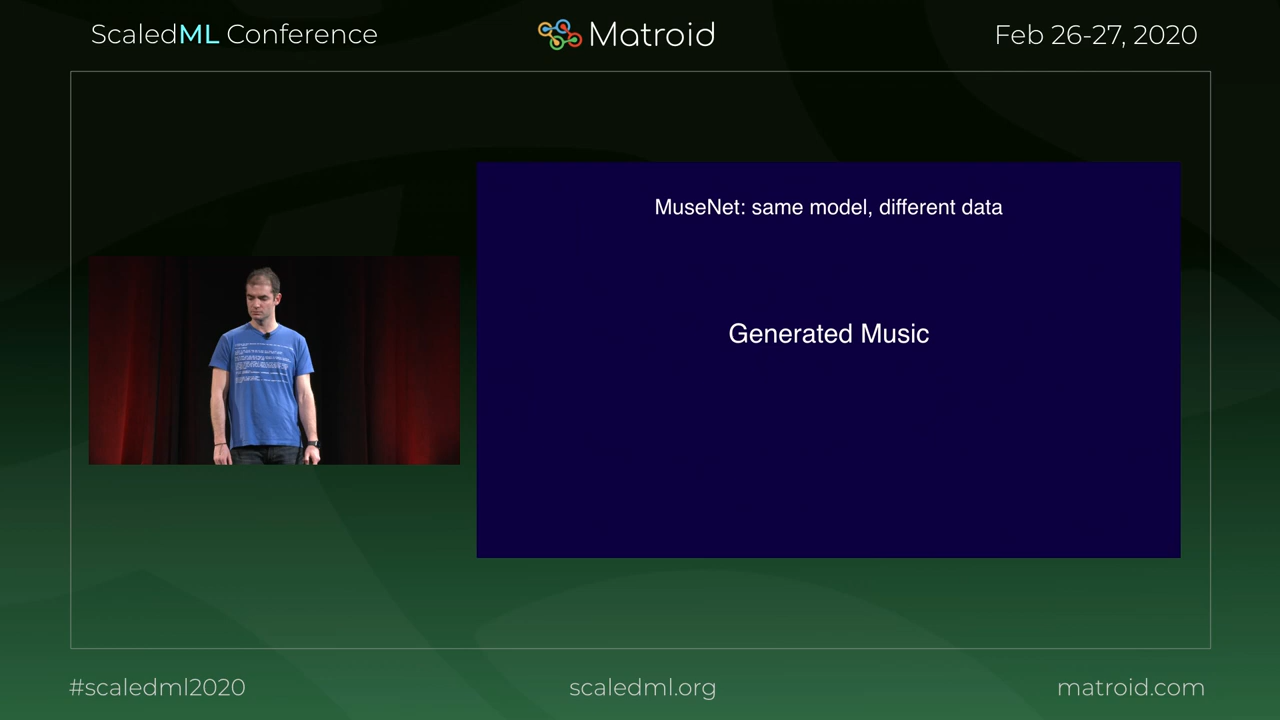 ScaledML Conference
Matroid
Feb 26-27, 2020
MuseNet: same model, different data
Generated Music
#scaledml2020
scaledml.org
matroid.com